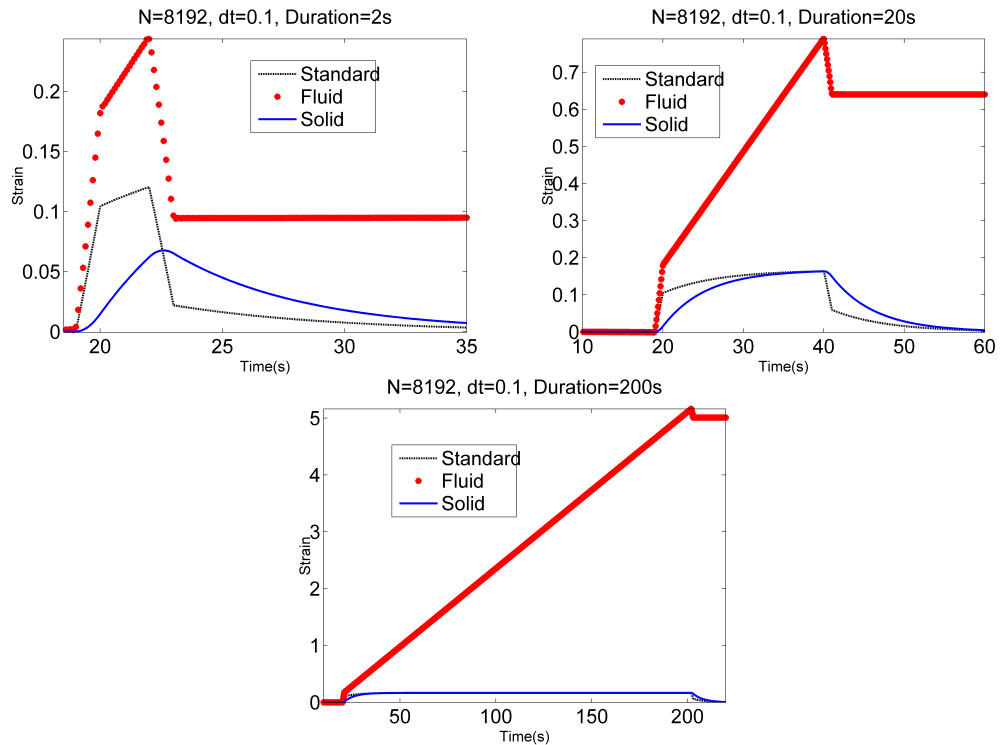 N=8192, dt=0.1, Duration=2s
Strain
0.2
0.15
0.1
0.05
0
Standard
Fluid
Solid
20
25
30
35
Time(s)
N=8192, dt=0.1, Duration=20s
Strain
0.7
0.6
0.5
0.4
0.3
0.2
0.1
0
Standard
Fluid
Solid
10
20
30
40
50
60
Time(s)
N=8192, dt=0.1, Duration=200s
Strain
5
4
3
2
1
0
Standard
Fluid
Solid
50
100
150
200
Time(s)